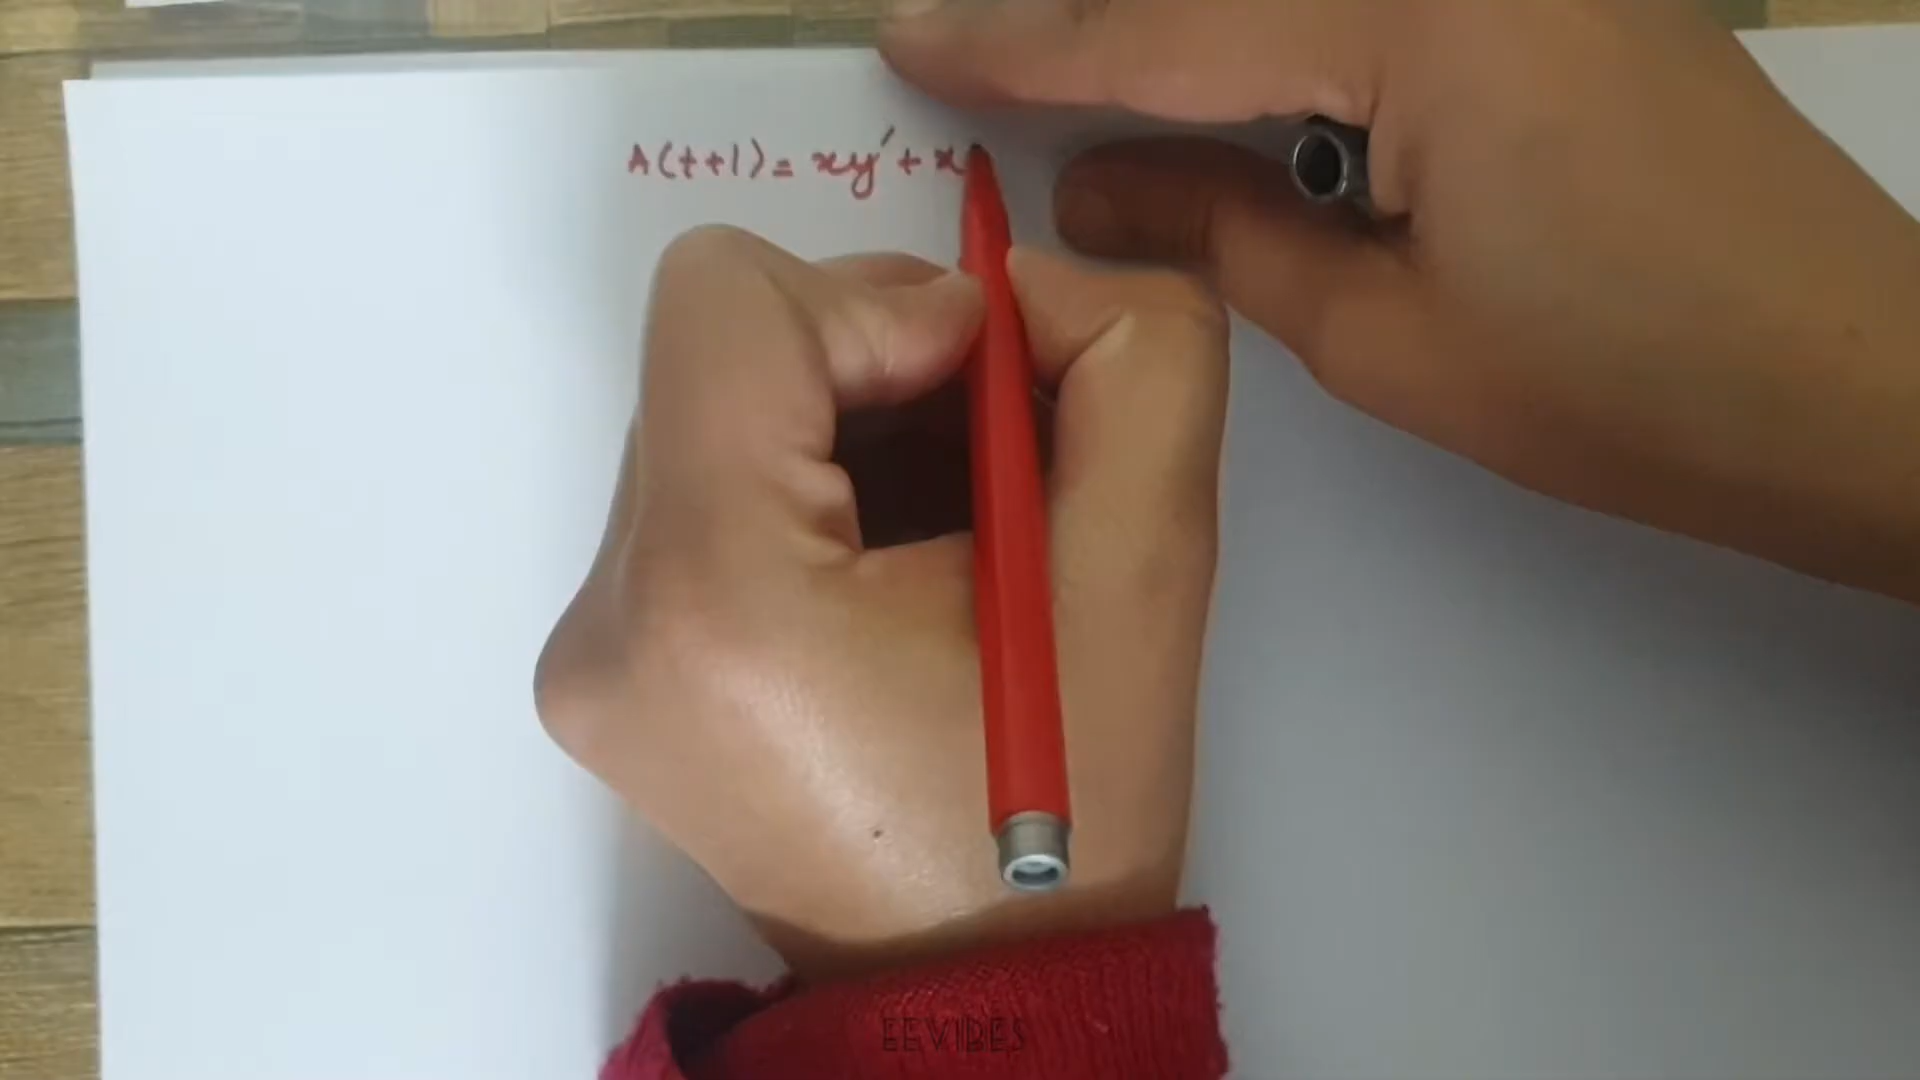 A(t+1) = xy' + x
EEVIBES